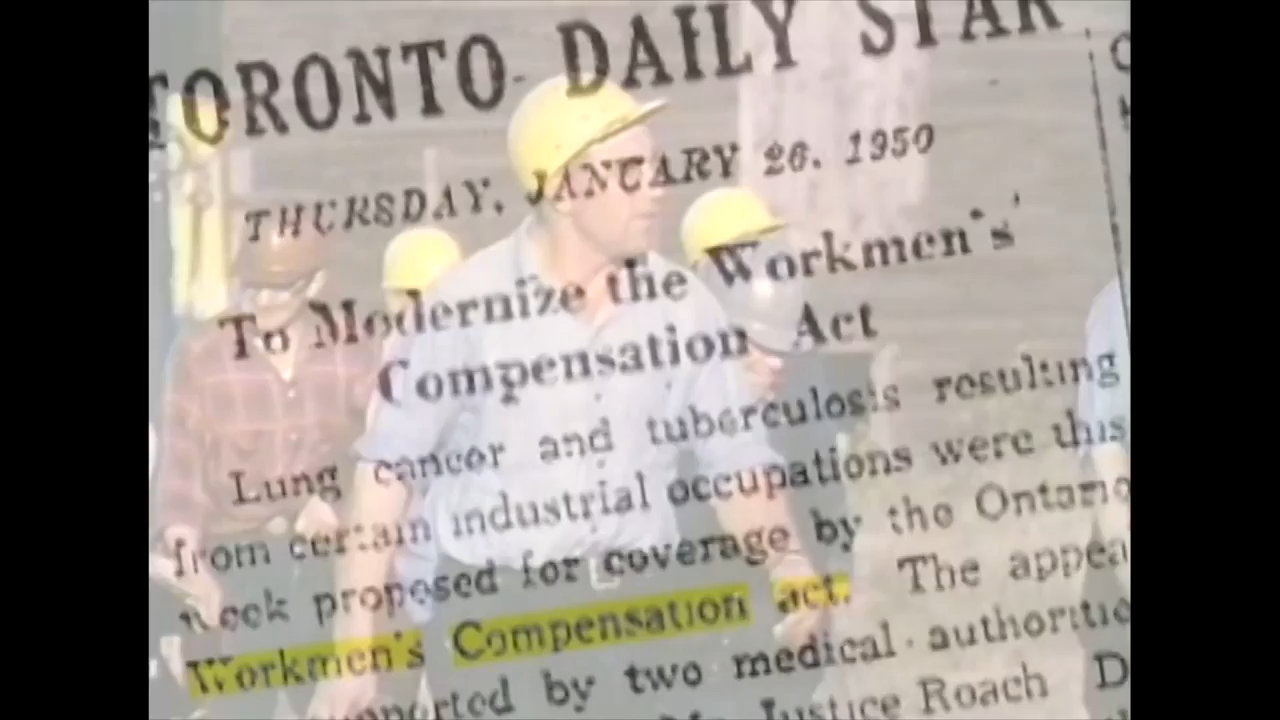 TORONTO DAILY STAR
THURSDAY, JANUARY 26. 1950
To Modernize the Workmen's'
Compensation Act
Lung cancer and tuberculosis resulting
from certain industrial occupations were this
week proposed for coverage by the Ontario
Workmen's Compensation act. The appea
by two medical authoritie
Justice Roach D